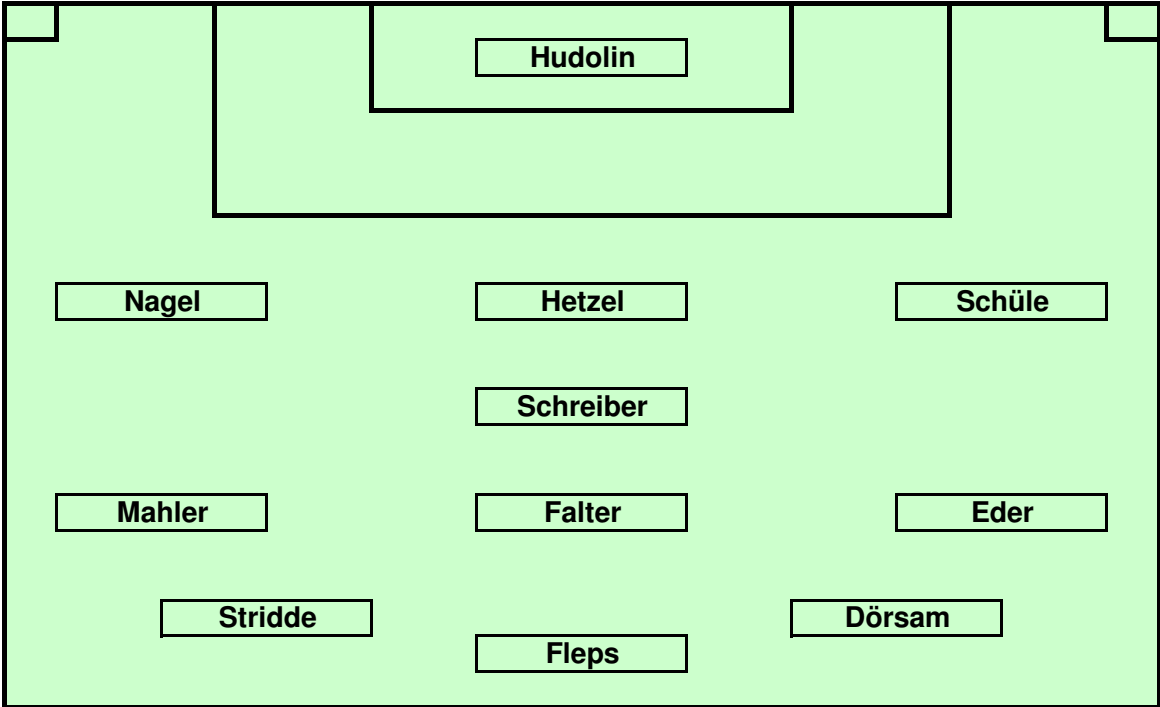 Hudolin
Nagel
Hetzel
Schüle
Schreiber
Mahler
Falter
Eder
Stridde
Dörsam
Fleps